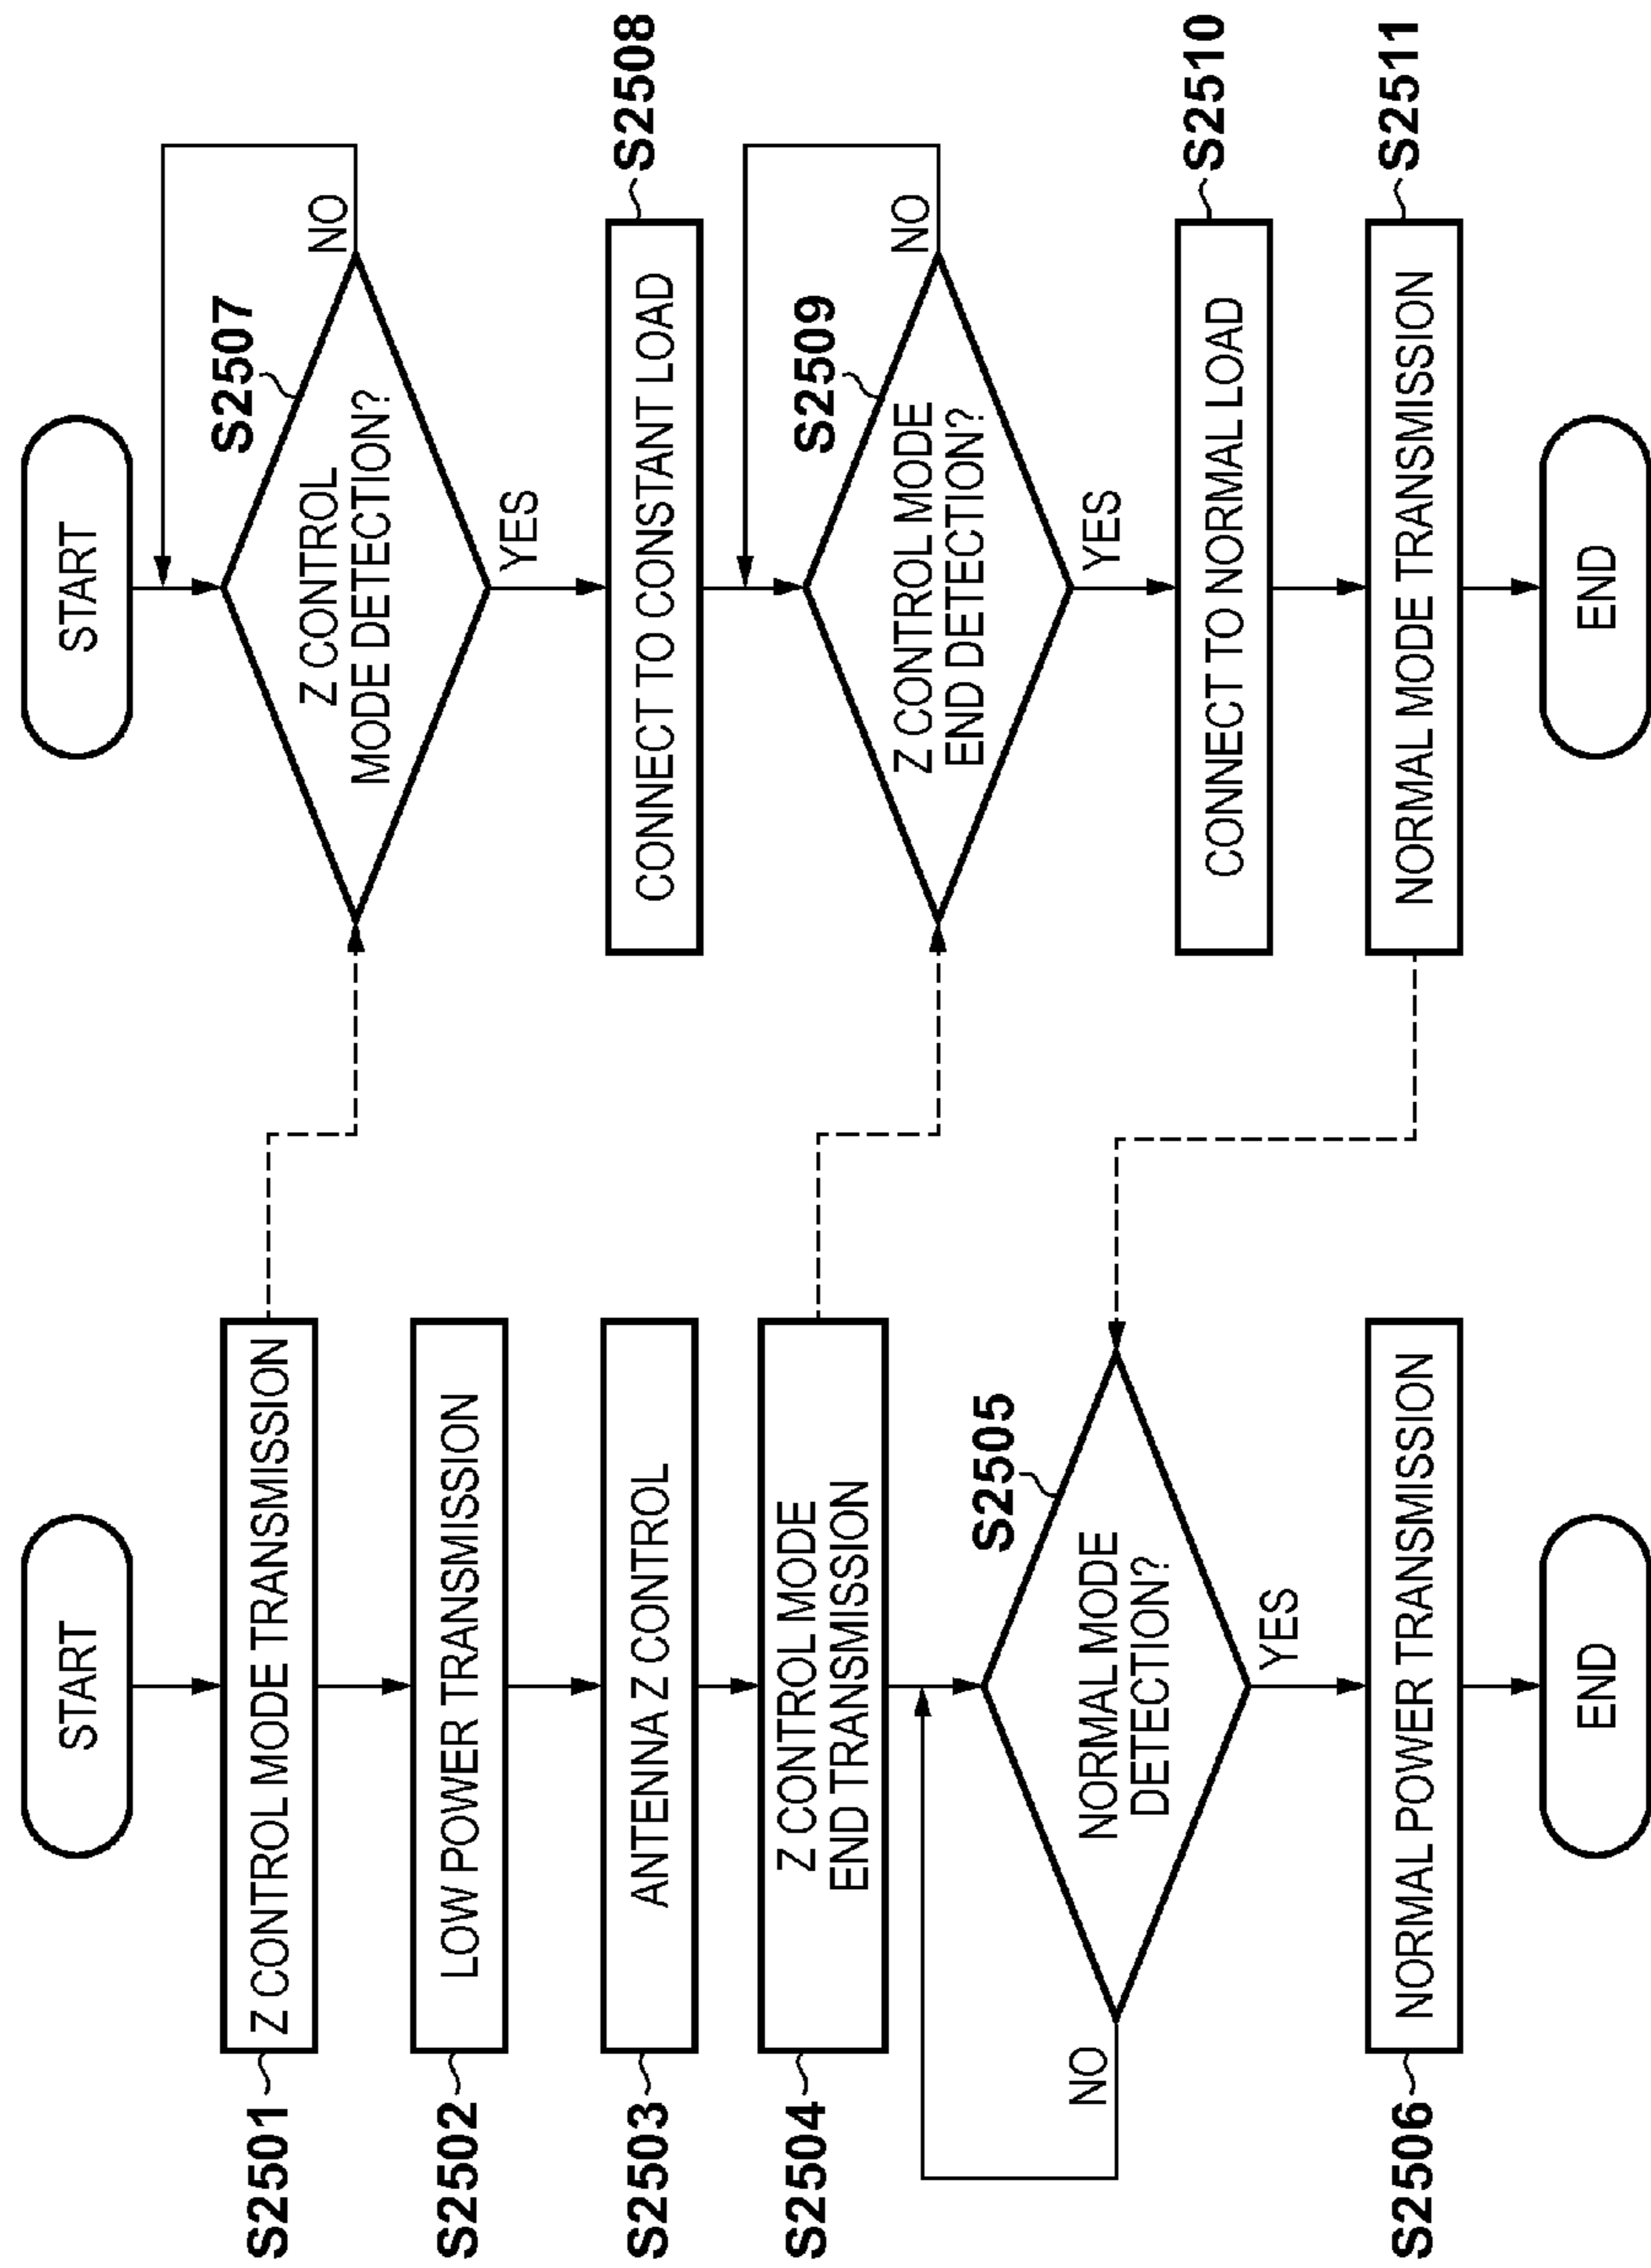 START
S2501
Z CONTROL MODE TRANSMISSION
S2502
LOW POWER TRANSMISSION
S2503
ANTENNA Z CONTROL
S2504
Z CONTROL MODE
END TRANSMISSION
S2505
NORMAL MODE
DETECTION?
NO
YES
S2506
NORMAL POWER TRANSMISSION
END
START
S2507
Z CONTROL
MODE DETECTION?
NO
YES
S2508
CONNECT TO CONSTANT LOAD
S2509
Z CONTROL MODE
END DETECTION?
NO
YES
S2510
CONNECT TO NORMAL LOAD
S2511
NORMAL MODE TRANSMISSION
END